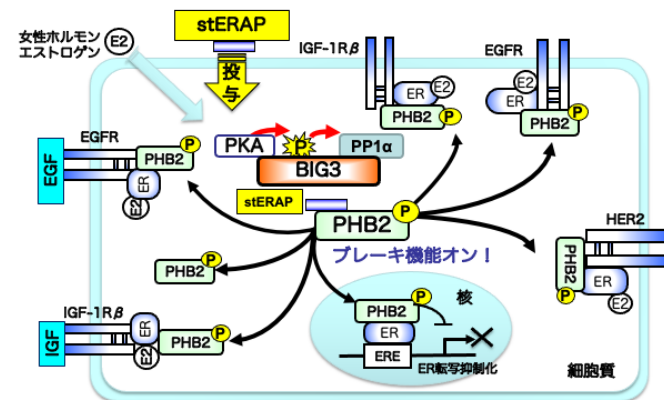 stERAP
女性ホルモン
エストロゲン
E2
投与
IGF-1Rβ
ER
E2
PHB2
P
EGFR
E2
ER
PHB2
P
EGFR
EGF
PHB2
P
ER
E2
PKA
P
PP1α
BIG3
stERAP
PHB2
P
ブレーキ機能オン！
HER2
PHB2
P
ER
E2
PHB2
P
IGF-1Rβ
IGF
ER
E2
PHB2
P
核
PHB2
P
ER
ERE
ER転写抑制化
細胞質